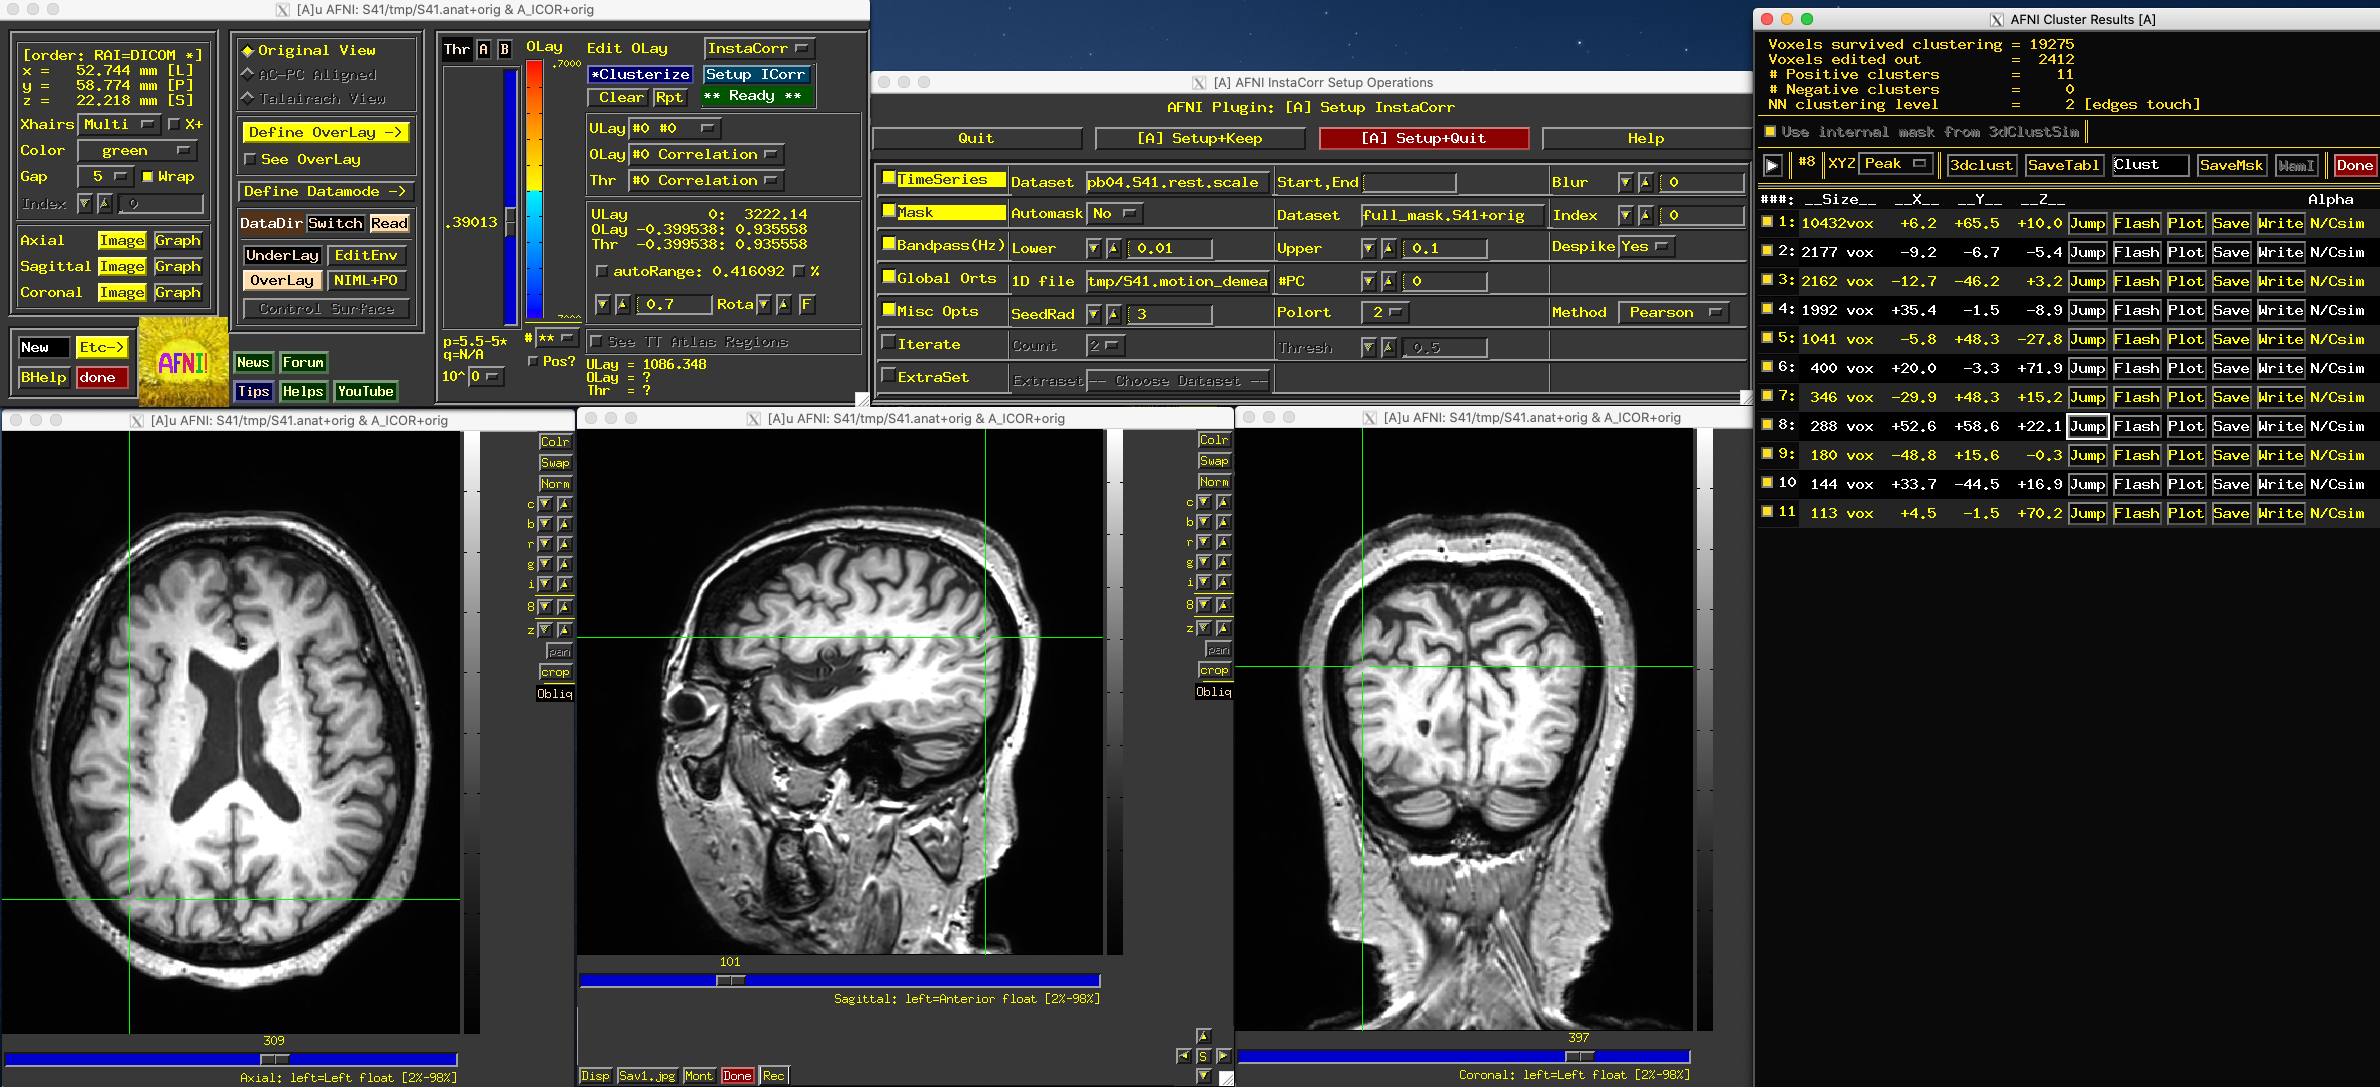 [A]u AFNI: S41/tmp/S41.anat+orig & A_ICOR+orig
[order: RAI=DICOM *]
x = 52.744 mm [L]
y = 58.774 mm [P]
z = 22.218 mm [S]
Xhairs Multi X+
Color green
Gap 5 Wrap
Index 0
Axial Image Graph
Sagittal Image Graph
Coronal Image Graph
New Etc->
BHelp done
AFNI!
Original View
AC-PC Aligned
Talairach View
Define OverLay ->
See OverLay
Define Datamode ->
DataDir Switch Read
UnderLay EditEnv
OverLay NIML+PO
Control Surface
News Forum
Tips Helps YouTube
Thr A B OLay
.7000
.39013
p=5.5-5*
q=N/A
10^ 0
# **
Pos?
Edit OLay InstaCorr
*Clusterize Setup ICorr
Clear Rpt ** Ready **
ULay #0 #0
OLay #0 Correlation
Thr #0 Correlation
ULay 0: 3222.14
OLay -0.399538: 0.935558
Thr -0.399538: 0.935558
autoRange: 0.416092 %
0.7 Rota F
See TT Atlas Regions
ULay = 1086.348
OLay = ?
Thr = ?
[A] AFNI InstaCorr Setup Operations
AFNI Plugin: [A] Setup InstaCorr
Quit [A] Setup+Keep [A] Setup+Quit Help
TimeSeries Dataset pb04.S41.rest.scale Start,End Blur 0
Mask Automask No Dataset full_mask.S41+orig Index 0
Bandpass(Hz) Lower 0.01 Upper 0.1 Despike Yes
Global Orts 1D file tmp/S41.motion_demea #PC 0
Misc Opts SeedRad 3 Polort 2 Method Pearson
Iterate Count 2 Thresh 0.5
ExtraSet Extraset -- Choose Dataset --
AFNI Cluster Results [A]
Voxels survived clustering = 19275
Voxels edited out = 2412
# Positive clusters = 11
# Negative clusters = 0
NN clustering level = 2 [edges touch]
Use internal mask from 3dClustSim
#8 XYZ Peak 3dclust SaveTabl Clust SaveMsk WamI Done
###: __Size__ __X__ __Y__ __Z__ Alpha
1: 10432vox +6.2 +65.5 +10.0 Jump Flash Plot Save Write N/Csim
2: 2177 vox -9.2 -6.7 -5.4 Jump Flash Plot Save Write N/Csim
3: 2162 vox -12.7 -46.2 +3.2 Jump Flash Plot Save Write N/Csim
4: 1992 vox +35.4 -1.5 -8.9 Jump Flash Plot Save Write N/Csim
5: 1041 vox -5.8 +48.3 -27.8 Jump Flash Plot Save Write N/Csim
6: 400 vox +20.0 -3.3 +71.9 Jump Flash Plot Save Write N/Csim
7: 346 vox -29.9 +48.3 +15.2 Jump Flash Plot Save Write N/Csim
8: 288 vox +52.6 +58.6 +22.1 Jump Flash Plot Save Write N/Csim
9: 180 vox -48.8 +15.6 -0.3 Jump Flash Plot Save Write N/Csim
10 144 vox +33.7 -44.5 +16.9 Jump Flash Plot Save Write N/Csim
11 113 vox +4.5 -1.5 +70.2 Jump Flash Plot Save Write N/Csim
[A]u AFNI: S41/tmp/S41.anat+orig & A_ICOR+orig
Colr
Swap
Norm
c
b
r
g
i
8
z
pan
crop
Obliq
309
Axial: left=Left float [2%-98%]
[A]u AFNI: S41/tmp/S41.anat+orig & A_ICOR+orig
Colr
Swap
Norm
c
b
r
g
i
8
z
pan
crop
Obliq
101
Sagittal: left=Anterior float [2%-98%]
S
Disp Sav1.jpg Mont Done Rec
[A]u AFNI: S41/tmp/S41.anat+orig & A_ICOR+orig
397
Coronal: left=Left float [2%-98%]